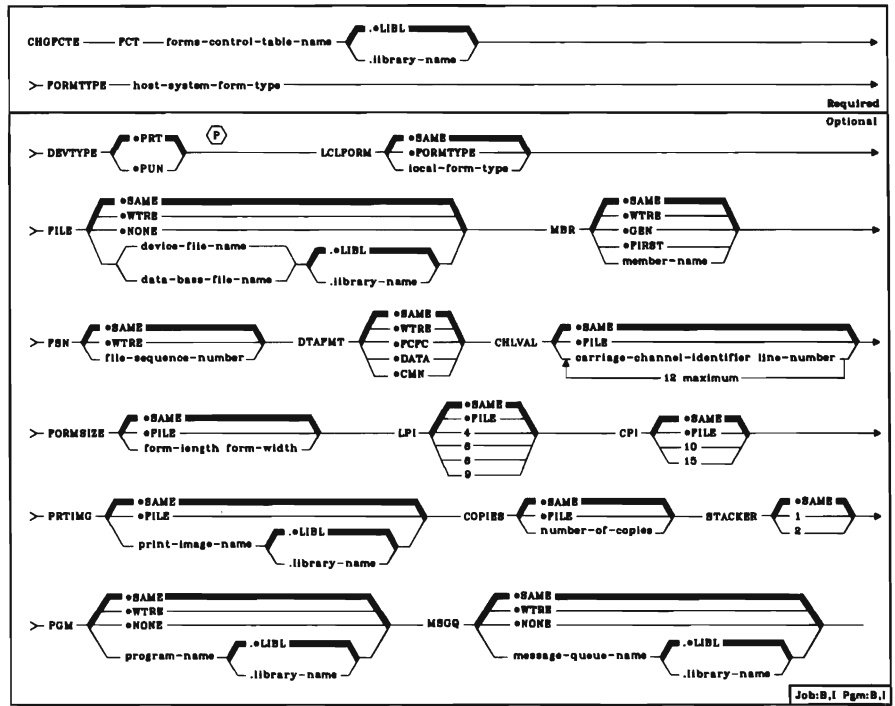 CHGFCTE FCT forms-control-table-name .*LIBL
.library-name
FORMTYPE host-system-form-type
Required
Optional
DEVTYPE *PRT P LCLFORM *SAME
*PUN *FORMTYPE
local-form-type
FILE *SAME MBR *SAME
*WTRE *WTRE
*NONE *GEN
device-file-name .*LIBL *FIRST
data-base-file-name .library-name member-name
FSN *SAME DTAFMT *SAME CHLVAL *SAME
*WTRE *WTRE *FILE
file-sequence-number *FCFC carriage-channel-identifier line-number
*DATA 12 maximum
*CMN
FORMSIZE *SAME LPI *SAME CPI *SAME
*FILE *FILE *FILE
form-length form-width 4 10
6 15
8
9
PRTIMG *SAME COPIES *SAME STACKER *SAME
*FILE *FILE 1
print-image-name .*LIBL number-of-copies 2
.library-name
PGM *SAME MSGQ *SAME
*WTRE *WTRE
*NONE *NONE
program-name .*LIBL message-queue-name .*LIBL
.library-name .library-name
Job:B,I Pgm:B,I